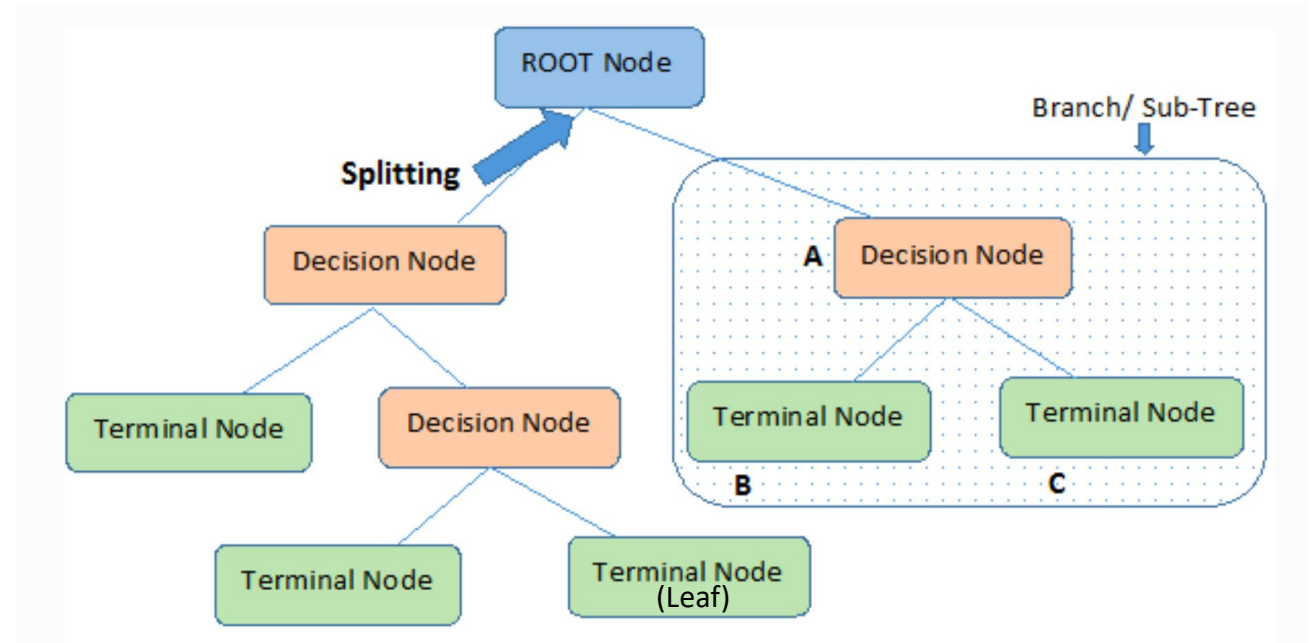 ROOT Node
Branch/ Sub-Tree
Splitting
Decision Node
A
Decision Node
Terminal Node
Decision Node
Terminal Node
Terminal Node
B
C
Terminal Node
Terminal Node
(Leaf)